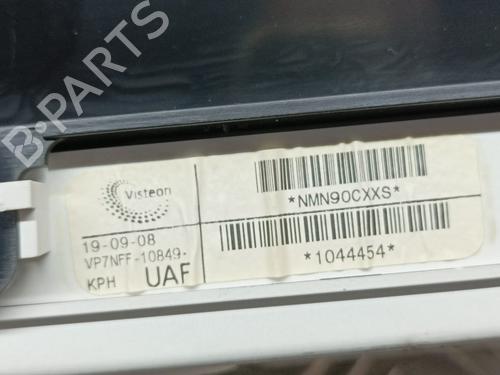 B-PARTS
Visteon
*NMN90CXXS*
19-09-08
VP7NFF-10849-
KPH UAF
*1044454*